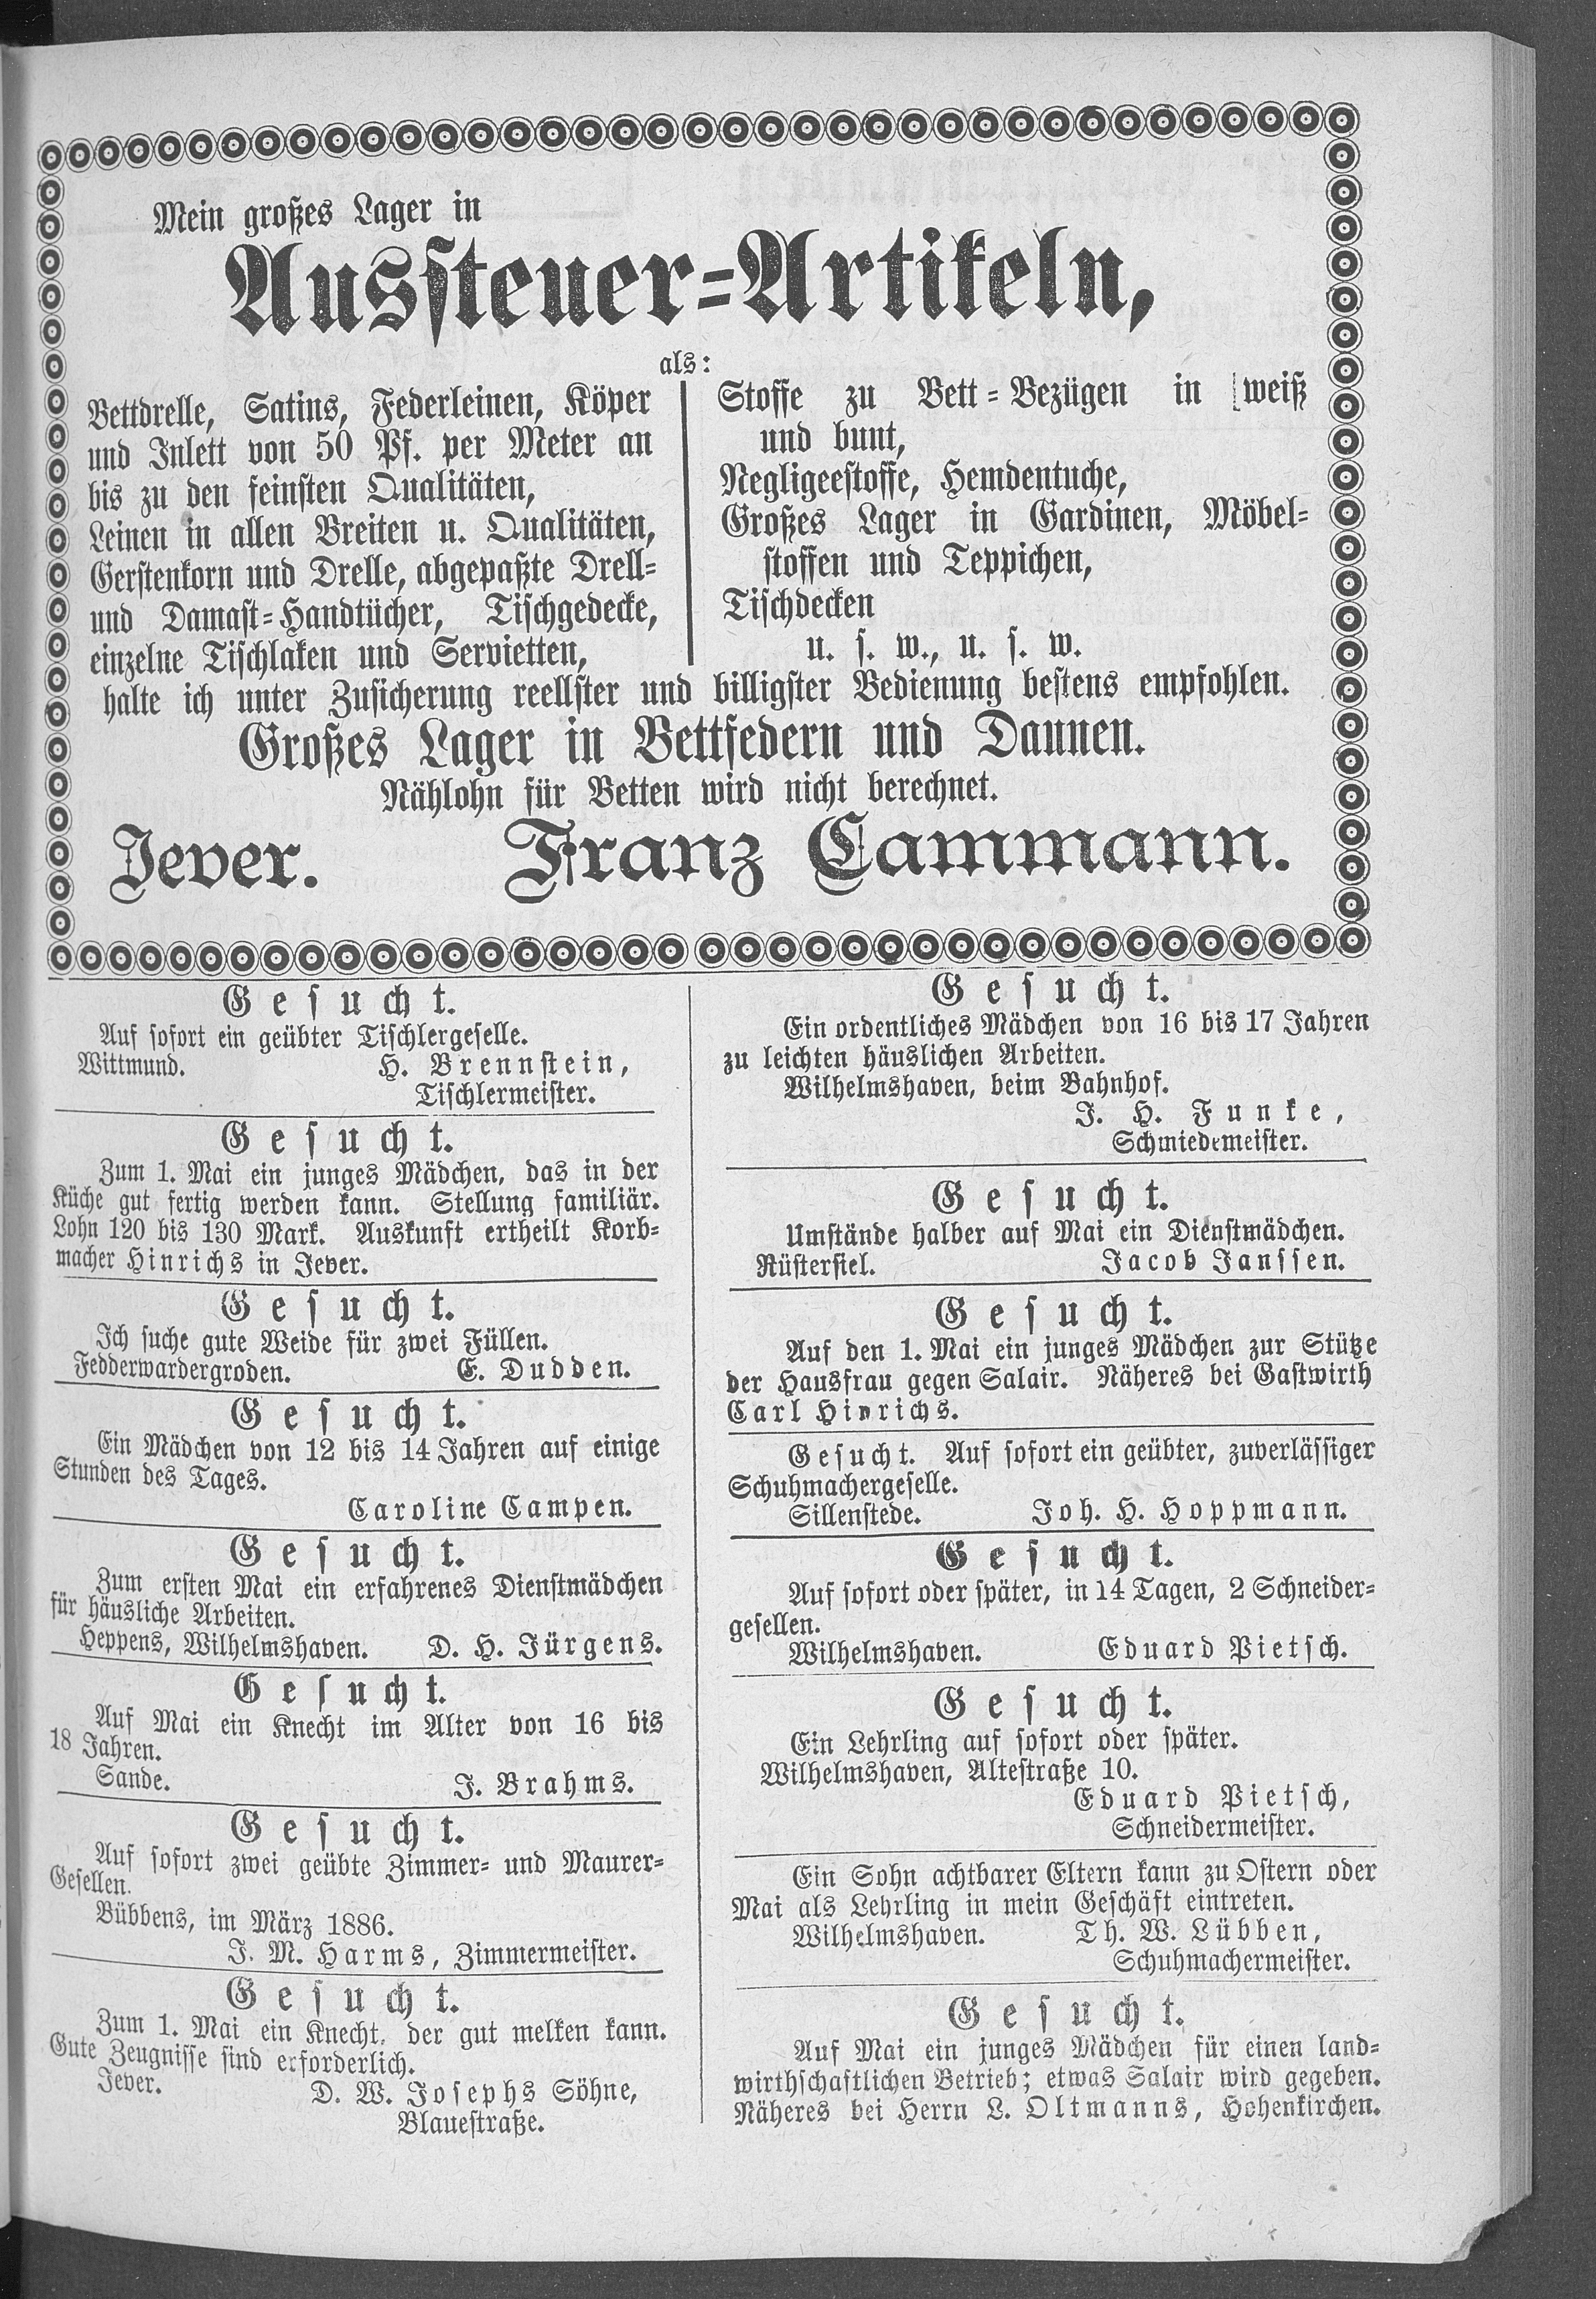 Mein großes Lager in
Aussteuer=Artikeln,
als:
Bettdrelle, Satins, Federleinen, Köper
und Inlett von 50 Pf. per Meter an
bis zu den feinsten Qualitäten,
Leinen in allen Breiten u. Qualitäten,
Gerstenkorn und Drelle, abgepaßte Drell=
und Damast=Handtücher, Tischgedecke,
einzelne Tischlaken und Servietten,
Stoffe zu Bett=Bezügen in weiß
und bunt,
Negligeestoffe, Hemdentuche,
Großes Lager in Gardinen, Möbel=
stoffen und Teppichen,
Tischdecken
u. s. w., u. s. w.
halte ich unter Zusicherung reellster und billigster Bedienung bestens empfohlen.
Großes Lager in Bettfedern und Daunen.
Nählohn für Betten wird nicht berechnet.
Jever. Franz Cammann.
Gesucht.
Auf sofort ein geübter Tischlergeselle.
Wittmund. H. Brennstein,
Tischlermeister.
Gesucht.
Zum 1. Mai ein junges Mädchen, das in der
Küche gut fertig werden kann. Stellung familiär.
Lohn 120 bis 130 Mark. Auskunft ertheilt Korb=
macher Hinrichs in Jever.
Gesucht.
Ich suche gute Weide für zwei Füllen.
Fedderwardergroden. E. Dudden.
Gesucht.
Ein Mädchen von 12 bis 14 Jahren auf einige
Stunden des Tages.
Caroline Campen.
Gesucht.
Zum ersten Mai ein erfahrenes Dienstmädchen
für häusliche Arbeiten.
Heppens, Wilhelmshaven. D. H. Jürgens.
Gesucht.
Auf Mai ein Knecht im Alter von 16 bis
18 Jahren.
Sande. J. Brahms.
Gesucht.
Auf sofort zwei geübte Zimmer= und Maurer=
Gesellen.
Bübbens, im März 1886.
J. M. Harms, Zimmermeister.
Gesucht.
Zum 1. Mai ein Knecht, der gut melken kann.
Gute Zeugnisse sind erforderlich.
Jever. D. W. Josephs Söhne,
Blauestraße.
Gesucht.
Ein ordentliches Mädchen von 16 bis 17 Jahren
zu leichten häuslichen Arbeiten.
Wilhelmshaven, beim Bahnhof.
J. H. Funke,
Schmiedemeister.
Gesucht.
Umstände halber auf Mai ein Dienstmädchen.
Rüstersiel. Jacob Janssen.
Gesucht.
Auf den 1. Mai ein junges Mädchen zur Stütze
der Hausfrau gegen Salair. Näheres bei Gastwirth
Carl Hinrichs.
Gesucht. Auf sofort ein geübter, zuverlässiger
Schuhmachergeselle.
Sillenstede. Joh. H. Hoppmann.
Gesucht.
Auf sofort oder später, in 14 Tagen, 2 Schneider=
gesellen.
Wilhelmshaven. Eduard Pietsch.
Gesucht.
Ein Lehrling auf sofort oder später.
Wilhelmshaven, Altestraße 10.
Eduard Pietsch,
Schneidermeister.
Ein Sohn achtbarer Eltern kann zu Ostern oder
Mai als Lehrling in mein Geschäft eintreten.
Wilhelmshaven. Th. W. Lübben,
Schuhmachermeister.
Gesucht.
Auf Mai ein junges Mädchen für einen land=
wirthschaftlichen Betrieb; etwas Salair wird gegeben.
Näheres bei Herrn L. Oltmanns, Hohenkirchen.